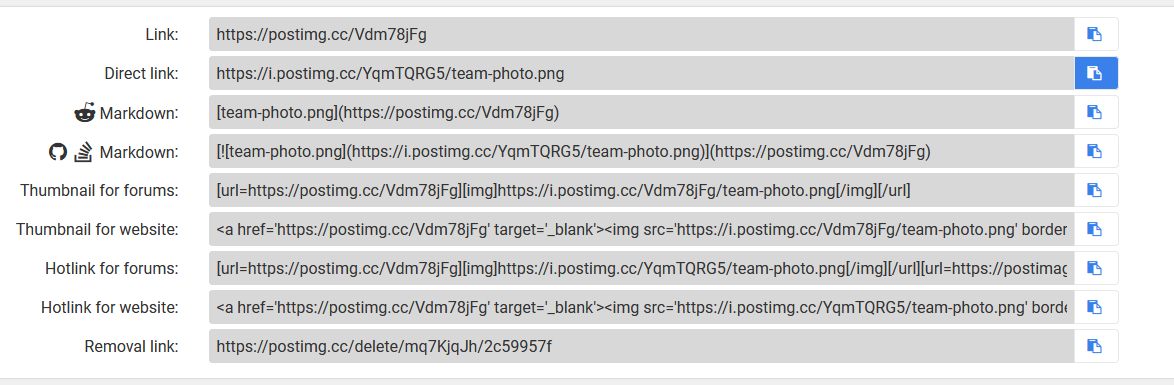 Link: https://postimg.cc/Vdm78jFg
Direct link: https://i.postimg.cc/YqmTQRG5/team-photo.png
Markdown: [team-photo.png](https://postimg.cc/Vdm78jFg)
Markdown: [![team-photo.png](https://i.postimg.cc/YqmTQRG5/team-photo.png)](https://postimg.cc/Vdm78jFg)
Thumbnail for forums: [url=https://postimg.cc/Vdm78jFg][img]https://i.postimg.cc/Vdm78jFg/team-photo.png[/img][/url]
Thumbnail for website: <a href='https://postimg.cc/Vdm78jFg' target='_blank'><img src='https://i.postimg.cc/Vdm78jFg/team-photo.png' border
Hotlink for forums: [url=https://postimg.cc/Vdm78jFg][img]https://i.postimg.cc/YqmTQRG5/team-photo.png[/img][/url][url=https://postimag
Hotlink for website: <a href='https://postimg.cc/Vdm78jFg' target='_blank'><img src='https://i.postimg.cc/YqmTQRG5/team-photo.png' borde
Removal link: https://postimg.cc/delete/mq7KjqJh/2c59957f